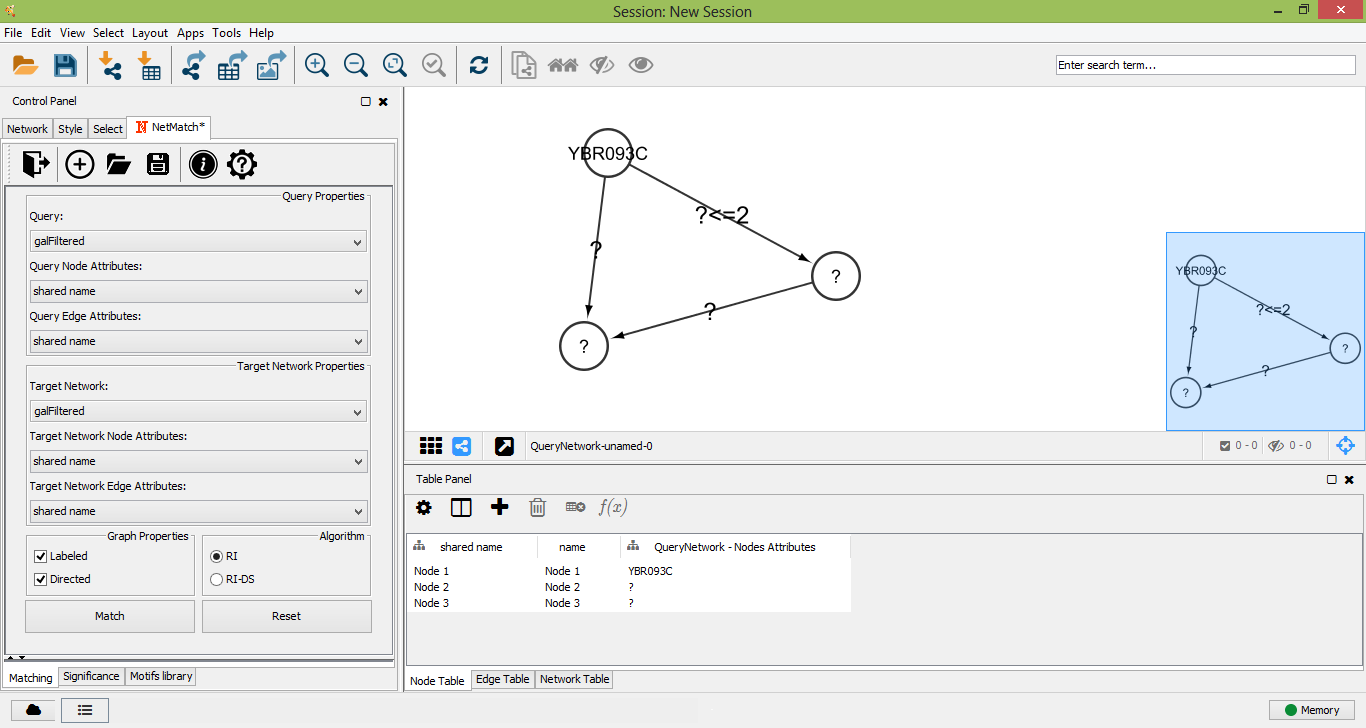 Session: New Session
File Edit View Select Layout Apps Tools Help
Enter search term...
Control Panel
Network Style Select NetMatch*
Query Properties
Query:
galFiltered
Query Node Attributes:
shared name
Query Edge Attributes:
shared name
Target Network Properties
Target Network:
galFiltered
Target Network Node Attributes:
shared name
Target Network Edge Attributes:
shared name
Graph Properties
Labeled
Directed
Algorithm
RI
RI-DS
Match Reset
Matching Significance Motifs library
YBR093C
?<=2
?
?
?
?
YBR093C
?<=2
?
?
?
?
QueryNetwork-unamed-0
0 - 0 0 - 0
Table Panel
f(x)
shared name name QueryNetwork - Nodes Attributes
Node 1 Node 1 YBR093C
Node 2 Node 2 ?
Node 3 Node 3 ?
Node Table Edge Table Network Table
Memory